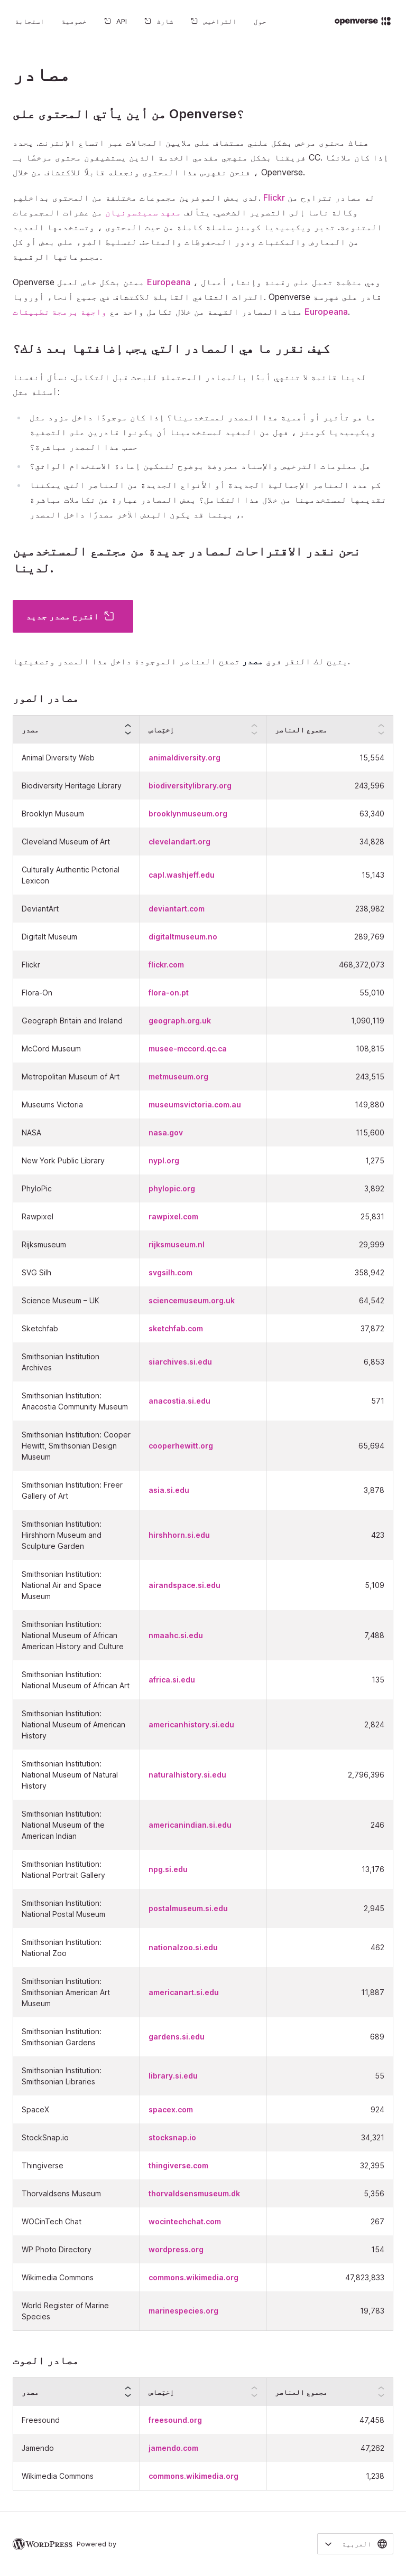 openverse
حول
التراخيص
شارة
API
خصوصية
استجابة
مصادر
من أين يأتي المحتوى على Openverse؟
هناك محتوى مرخص بشكل علني مستضاف على ملايين المجالات عبر اتساع الإنترنت. يحدد
فريقنا بشكل منهجي مقدمي الخدمة الذين يستضيفون محتوى مرخصًا بـ CC. إذا كان ملائمًا
، فنحن نفهرس هذا المحتوى ونجعله قابلاً للاكتشاف من خلال Openverse.
لدى بعض الموفرين مجموعات مختلفة من المحتوى بداخلهم. Flickr له مصادر تتراوح من
وكالة ناسا إلى التصوير الشخصي. يتألف معهد سميثسونيان من عشرات المجموعات
المتنوعة. تدير ويكيميديا كومنز سلسلة كاملة من حيث المحتوى ، وتستخدمها العديد
من المعارض والمكتبات ودور المحفوظات والمتاحف لتسليط الضوء على بعض أو كل
مجموعاتها الرقمية.
Openverse ممتن بشكل خاص لعمل Europeana ، وهي منظمة تعمل على رقمنة وإنشاء أعمال
التراث الثقافي القابلة للاكتشاف في جميع أنحاء أوروبا. Openverse قادر على فهرسة
مئات المصادر القيمة من خلال تكامل واحد مع واجهة برمجة تطبيقات Europeana.
كيف نقرر ما هي المصادر التي يجب إضافتها بعد ذلك؟
لدينا قائمة لا تنتهي أبدًا بالمصادر المحتملة للبحث قبل التكامل. نسأل أنفسنا
أسئلة مثل:
ما هو تأثير أو أهمية هذا المصدر لمستخدمينا؟ إذا كان موجودًا داخل مزود مثل
ويكيميديا كومنز ، فهل من المفيد لمستخدمينا أن يكونوا قادرين على التصفية
حسب هذا المصدر مباشرة؟
هل معلومات الترخيص والإسناد معروضة بوضوح لتمكين إعادة الاستخدام الواثق؟
كم عدد العناصر الإجمالية الجديدة أو الأنواع الجديدة من العناصر التي يمكننا
تقديمها لمستخدمينا من خلال هذا التكامل؟ بعض المصادر عبارة عن تكاملات مباشرة
، بينما قد يكون البعض الآخر مصدرًا داخل المصدر.
نحن نقدر الاقتراحات لمصادر جديدة من مجتمع المستخدمين
لدينا.
اقترح مصدر جديد
يتيح لك النقر فوق مصدر تصفح العناصر الموجودة داخل هذا المصدر وتصفيتها.
مصادر الصور
مصدر إختِصاص مجموع العناصر
Animal Diversity Web animaldiversity.org 15,554
Biodiversity Heritage Library biodiversitylibrary.org 243,596
Brooklyn Museum brooklynmuseum.org 63,340
Cleveland Museum of Art clevelandart.org 34,828
Culturally Authentic Pictorial
Lexicon capl.washjeff.edu 15,143
DeviantArt deviantart.com 238,982
Digitalt Museum digitaltmuseum.no 289,769
Flickr flickr.com 468,372,073
Flora-On flora-on.pt 55,010
Geograph Britain and Ireland geograph.org.uk 1,090,119
McCord Museum musee-mccord.qc.ca 108,815
Metropolitan Museum of Art metmuseum.org 243,515
Museums Victoria museumsvictoria.com.au 149,880
NASA nasa.gov 115,600
New York Public Library nypl.org 1,275
PhyloPic phylopic.org 3,892
Rawpixel rawpixel.com 25,831
Rijksmuseum rijksmuseum.nl 29,999
SVG Silh svgsilh.com 358,942
Science Museum – UK sciencemuseum.org.uk 64,542
Sketchfab sketchfab.com 37,872
Smithsonian Institution
Archives siarchives.si.edu 6,853
Smithsonian Institution:
Anacostia Community Museum anacostia.si.edu 571
Smithsonian Institution: Cooper
Hewitt, Smithsonian Design
Museum cooperhewitt.org 65,694
Smithsonian Institution: Freer
Gallery of Art asia.si.edu 3,878
Smithsonian Institution:
Hirshhorn Museum and
Sculpture Garden hirshhorn.si.edu 423
Smithsonian Institution:
National Air and Space
Museum airandspace.si.edu 5,109
Smithsonian Institution:
National Museum of African
American History and Culture nmaahc.si.edu 7,488
Smithsonian Institution:
National Museum of African Art africa.si.edu 135
Smithsonian Institution:
National Museum of American
History americanhistory.si.edu 2,824
Smithsonian Institution:
National Museum of Natural
History naturalhistory.si.edu 2,796,396
Smithsonian Institution:
National Museum of the
American Indian americanindian.si.edu 246
Smithsonian Institution:
National Portrait Gallery npg.si.edu 13,176
Smithsonian Institution:
National Postal Museum postalmuseum.si.edu 2,945
Smithsonian Institution:
National Zoo nationalzoo.si.edu 462
Smithsonian Institution:
Smithsonian American Art
Museum americanart.si.edu 11,887
Smithsonian Institution:
Smithsonian Gardens gardens.si.edu 689
Smithsonian Institution:
Smithsonian Libraries library.si.edu 55
SpaceX spacex.com 924
StockSnap.io stocksnap.io 34,321
Thingiverse thingiverse.com 32,395
Thorvaldsens Museum thorvaldsensmuseum.dk 5,356
WOCinTech Chat wocintechchat.com 267
WP Photo Directory wordpress.org 154
Wikimedia Commons commons.wikimedia.org 47,823,833
World Register of Marine
Species marinespecies.org 19,783
مصادر الصوت
مصدر إختِصاص مجموع العناصر
Freesound freesound.org 47,458
Jamendo jamendo.com 47,262
Wikimedia Commons commons.wikimedia.org 1,238
العربية
Powered by WORDPRESS